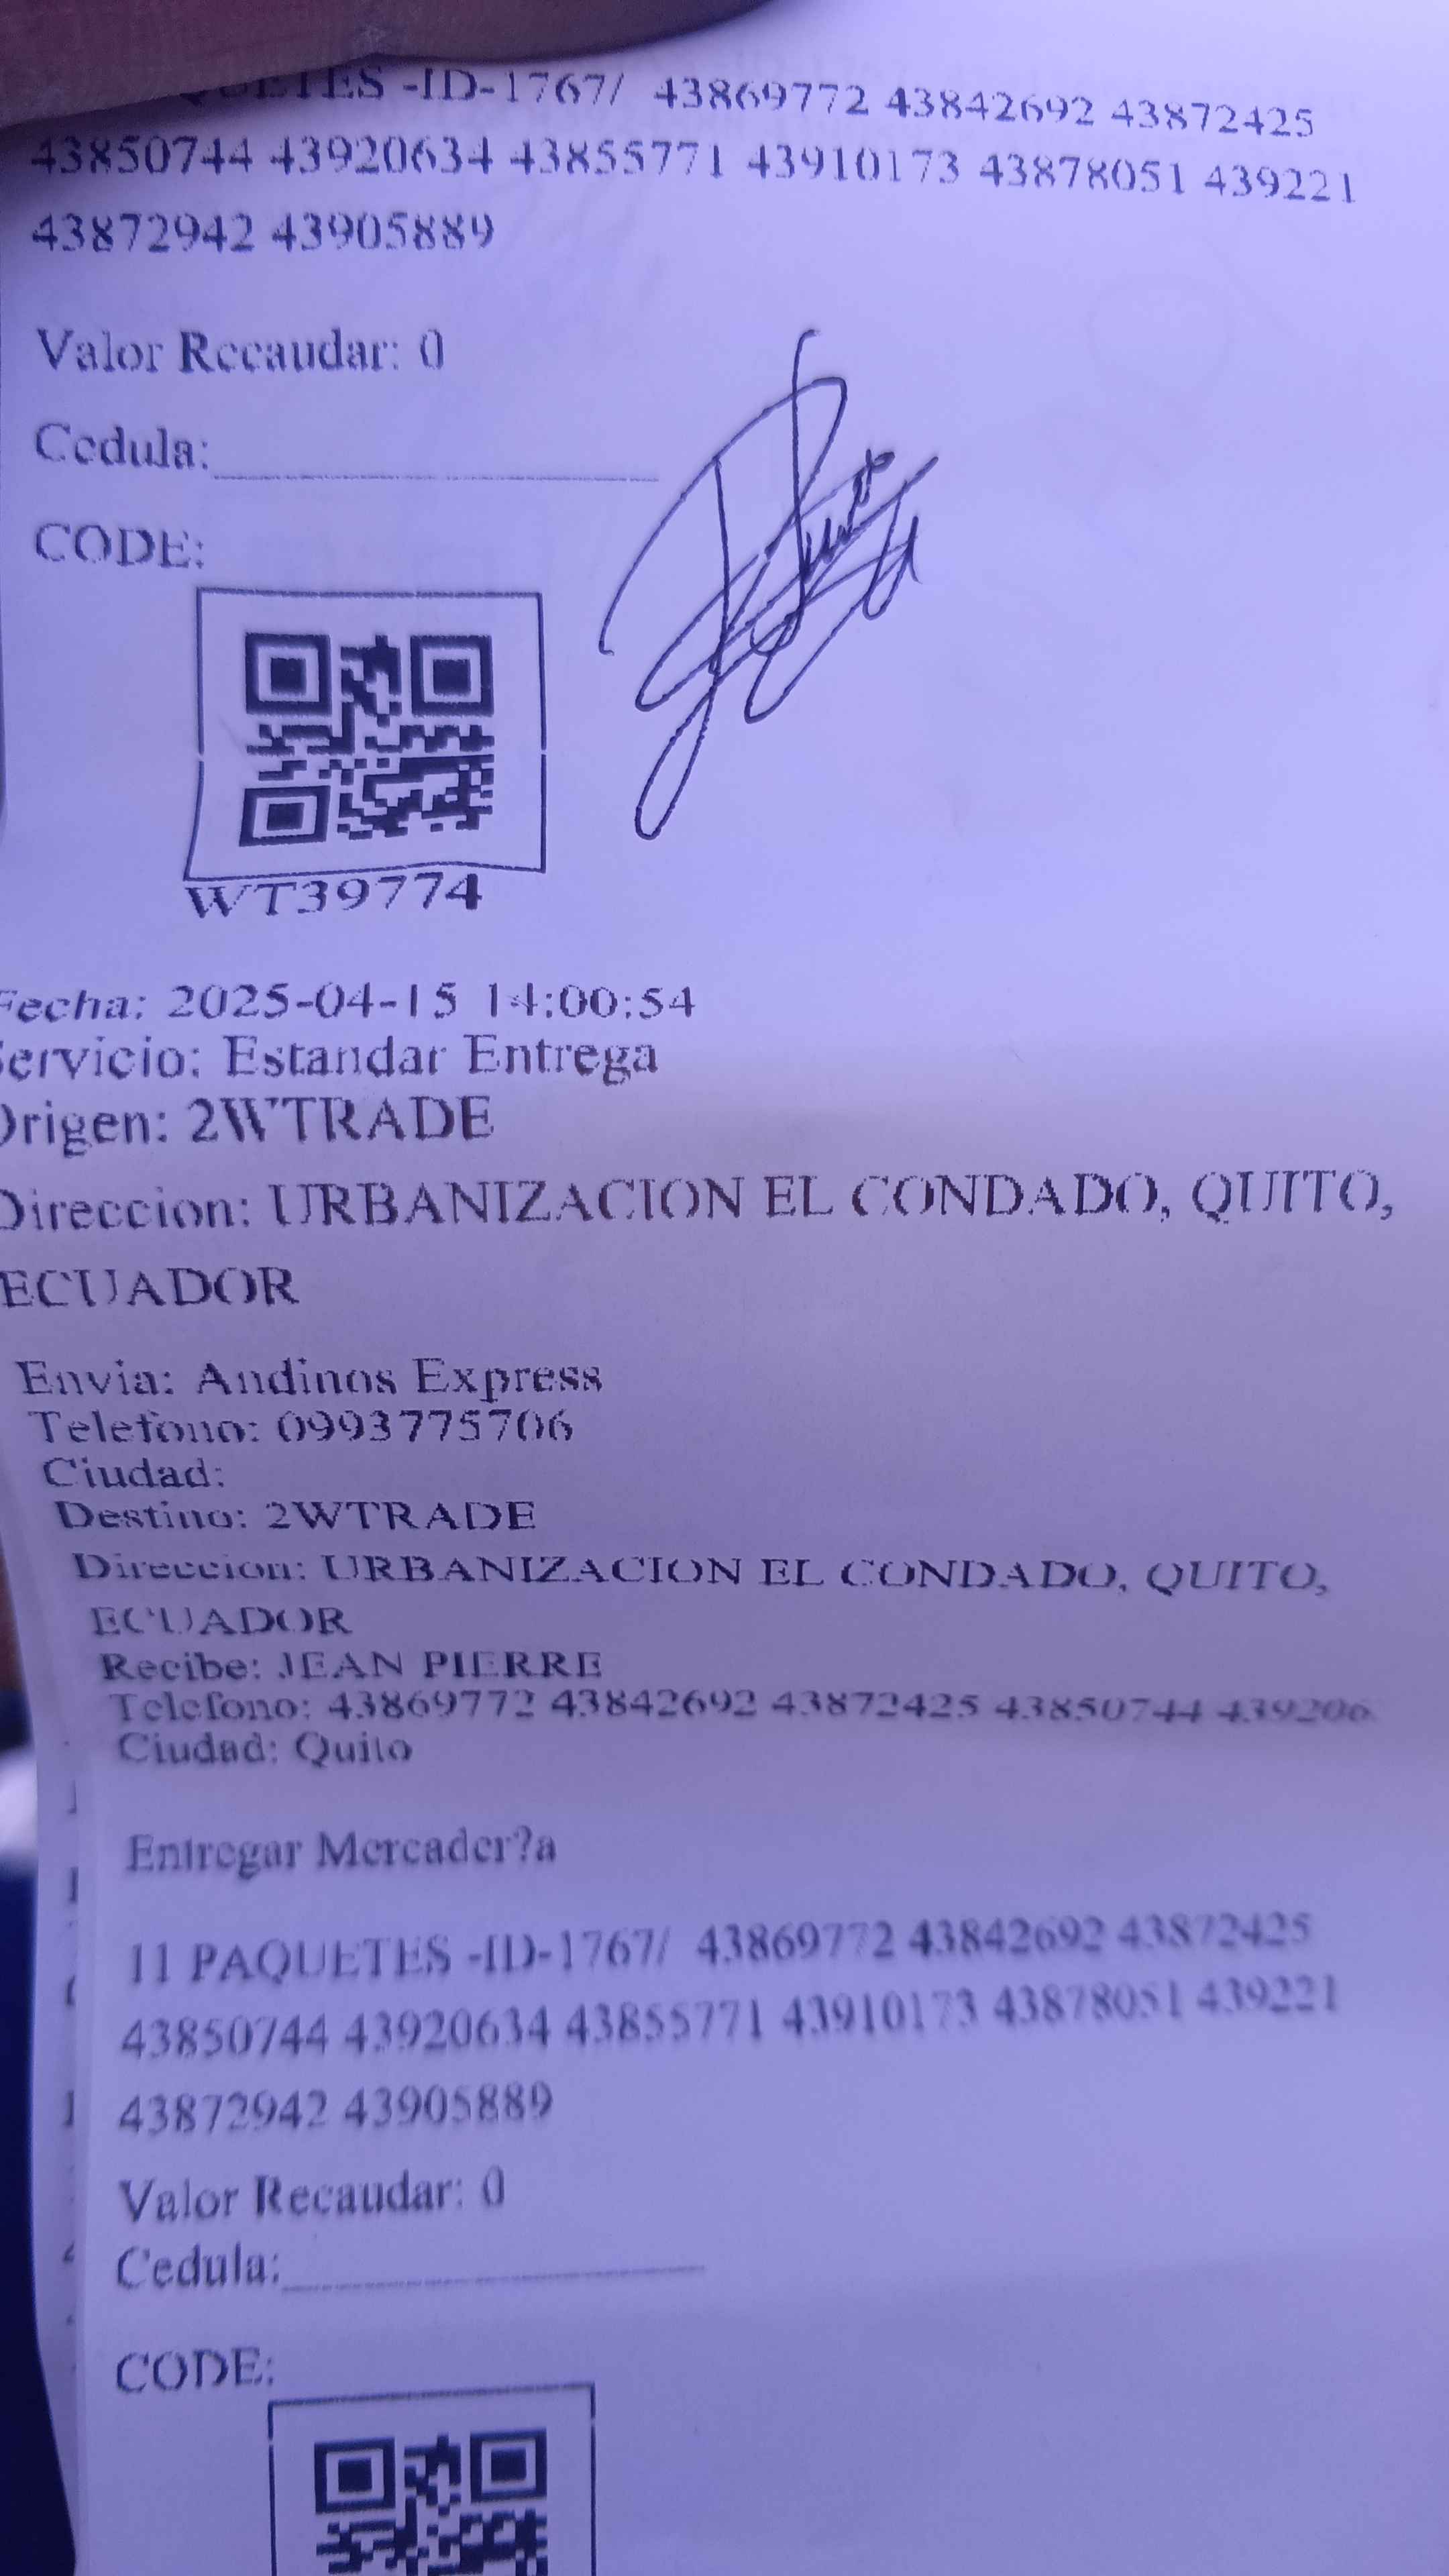 QUETES -ID-1767/ 43869772 43842692 43872425
43850744 43920634 43855771 43910173 43878051 439221
43872942 43905889
Valor Recaudar: 0
Cedula:
CODE:
WT39774
Fecha: 2025-04-15 14:00:54
Servicio: Estandar Entrega
Origen: 2WTRADE
Direccion: URBANIZACION EL CONDADO, QUITO,
ECUADOR
Envia: Andinos Express
Telefono: 0993775706
Ciudad:
Destino: 2WTRADE
Direccion: URBANIZACION EL CONDADO, QUITO,
ECUADOR
Recibe: JEAN PIERRE
Telefono: 43869772 43842692 43872425 43850744 439206
Ciudad: Quito
Entregar Mercader?a
11 PAQUETES -ID-1767/ 43869772 43842692 43872425
43850744 43920634 43855771 43910173 43878051 439221
43872942 43905889
Valor Recaudar: 0
Cedula:
CODE: